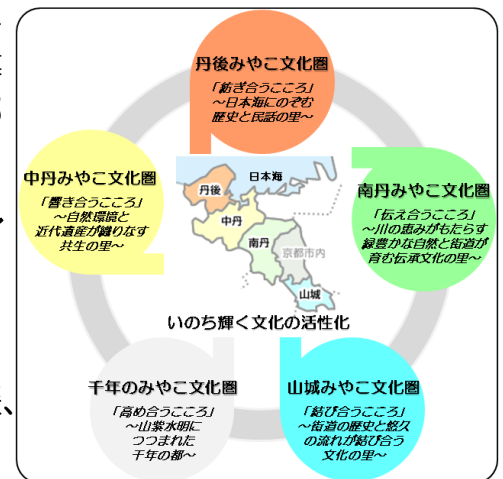 丹後みやこ文化圏
「紡ぎ合うこころ」
～日本海にのぞむ
歴史と民話の里～
中丹みやこ文化圏
「響き合うこころ」
～自然環境と
近代遺産が織りなす
共生の里～
南丹みやこ文化圏
「伝え合うこころ」
～川の恵みがもたらす
緑豊かな自然と街道が
育む伝承文化の里～
日本海
丹後
中丹
南丹
京都市内
山城
いのち輝く文化の活性化
千年のみやこ文化圏
「高め合うこころ」
～山紫水明に
つつまれた
千年の都～
山城みやこ文化圏
「結び合うこころ」
～街道の歴史と悠久
の流れが結び合う
文化の里～